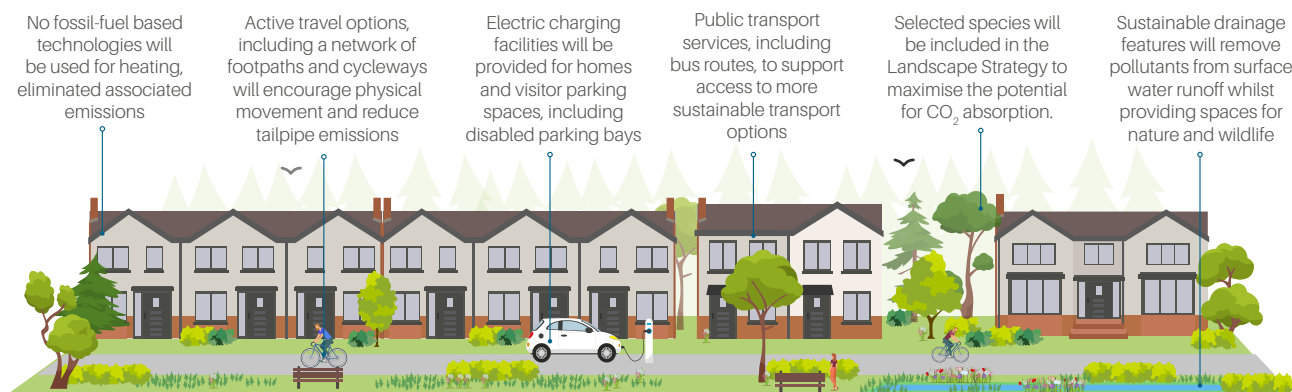 No fossil-fuel based
technologies will
be used for heating,
eliminated associated
emissions
Active travel options,
including a network of
footpaths and cycleways
will encourage physical
movement and reduce
tailpipe emissions
Electric charging
facilities will be
provided for homes
and visitor parking
spaces, including
disabled parking bays
Public transport
services, including
bus routes, to support
access to more
sustainable transport
options
Selected species will
be included in the
Landscape Strategy to
maximise the potential
for CO₂ absorption.
Sustainable drainage
features will remove
pollutants from surface
water runoff whilst
providing spaces for
nature and wildlife